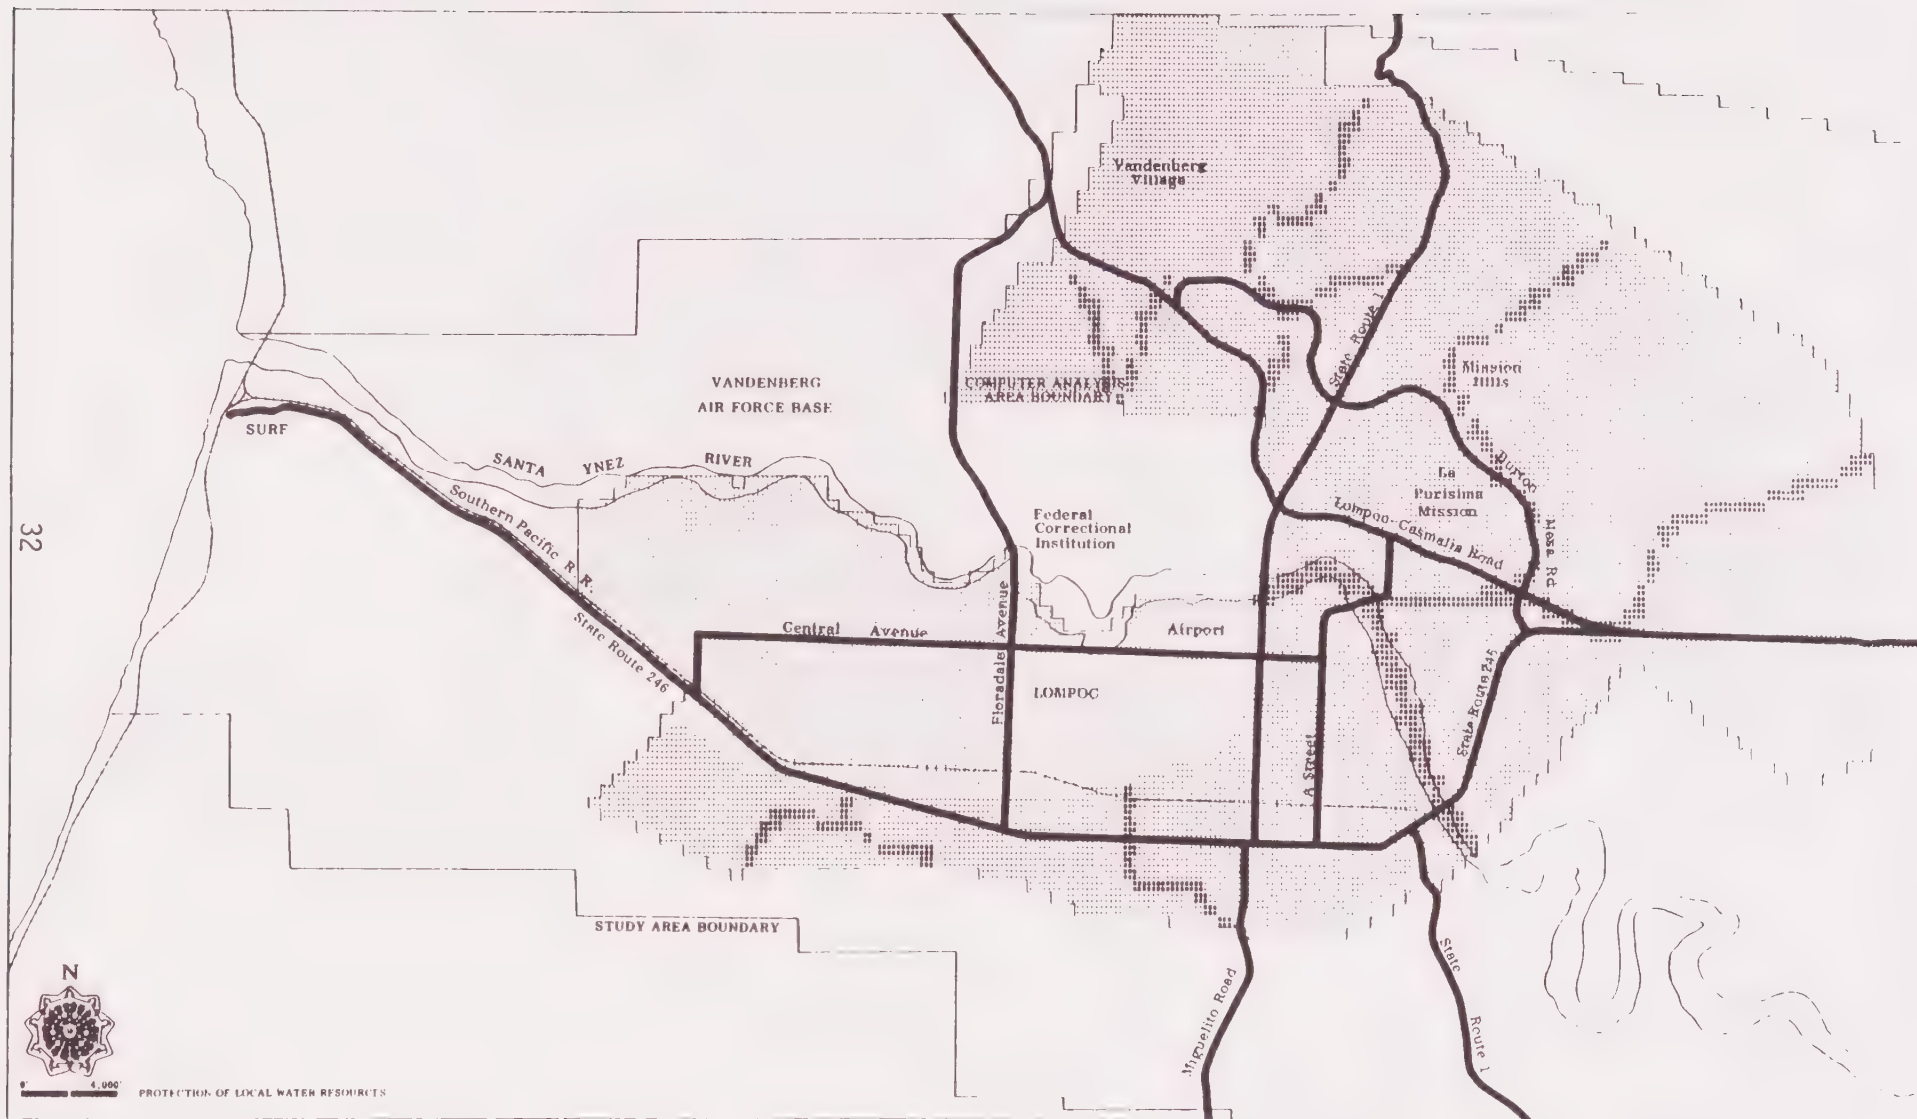 Vandenberg
Village
State Route 1
VANDENBERG
AIR FORCE BASE
COMPUTER ANALYSIS
AREA BOUNDARY
Mission
Hills
SURF
SANTA YNEZ RIVER
Southern Pacific R. R.
State Route 246
La
Purisima
Mission
Burton Mesa Rd
Lompoc-Casmalia Road
Federal
Correctional
Institution
32
Central Avenue
Floradale Avenue
Airport
LOMPOC
A Street
State Route 246
STUDY AREA BOUNDARY
Miguelito Road
State Route 1
N
0' 4,000'
PROTECTION OF LOCAL WATER RESOURCES